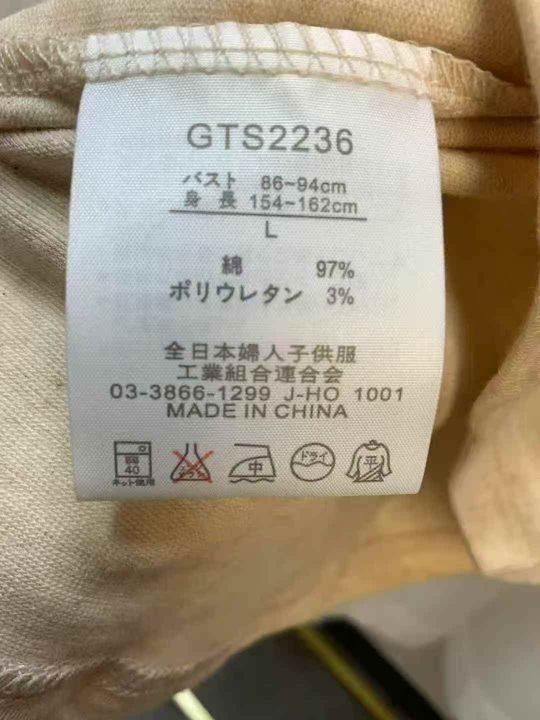 GTS2236
バスト 86~94cm
身長 154~162cm
L
綿 97%
ポリウレタン 3%
全日本婦人子供服
工業組合連合会
03-3866-1299 J-HO 1001
MADE IN CHINA
40 中 ドライ 平
ネット使用